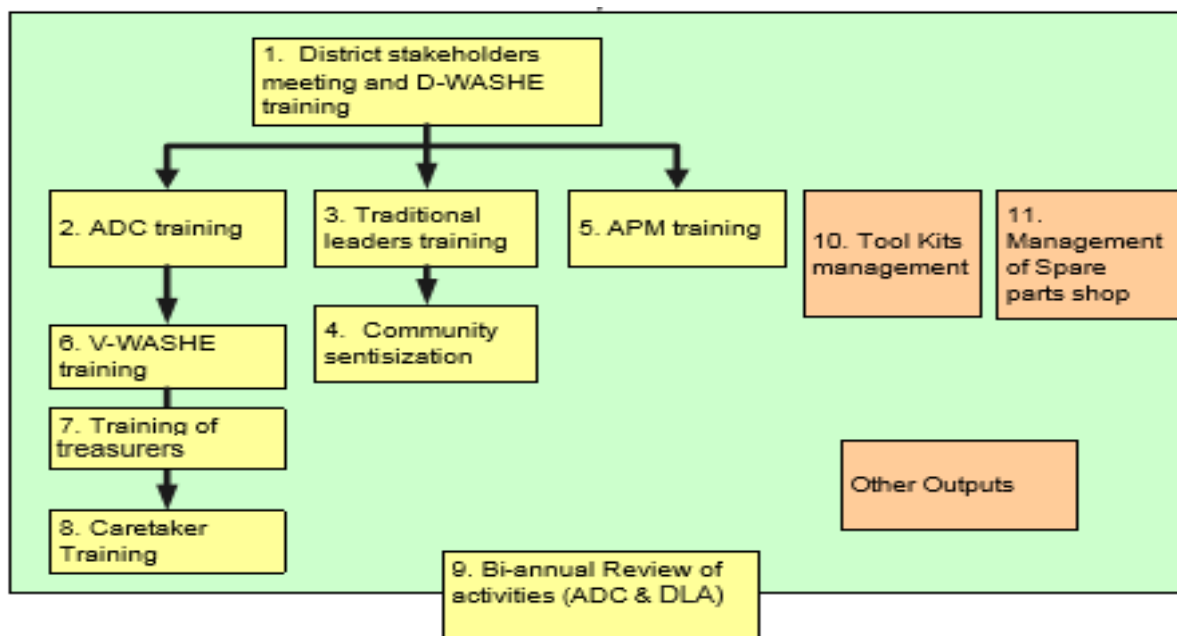 1. District stakeholders
meeting and D-WASHE
training
2. ADC training
3. Traditional
leaders training
5. APM training
10. Tool Kits
management
11.
Management
of Spare
parts shop
4. Community
sentisization
6. V-WASHE
training
7. Training of
treasurers
8. Caretaker
Training
Other Outputs
9. Bi-annual Review of
activities (ADC & DLA)